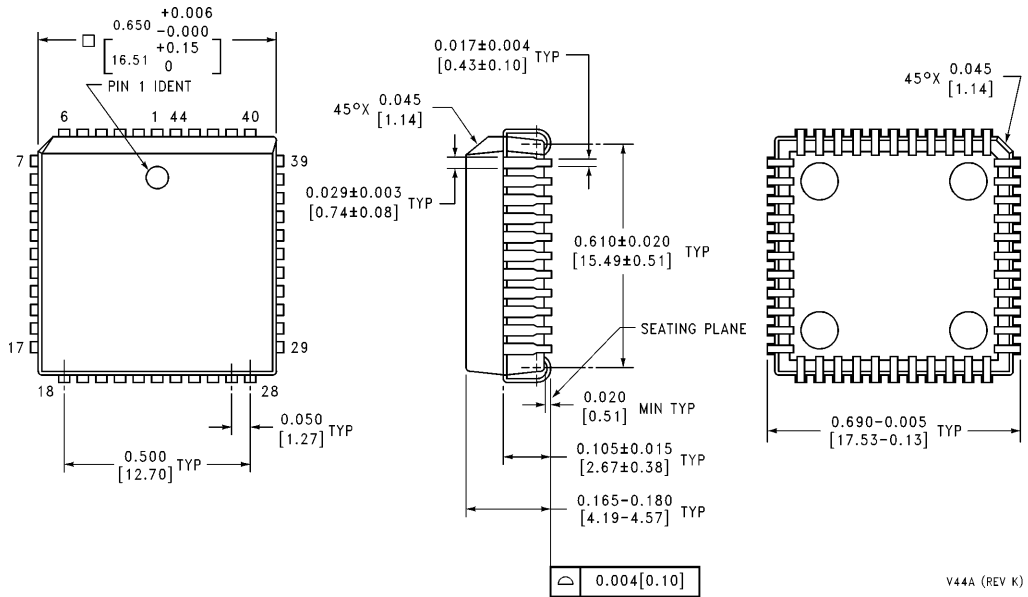 0.650 +0.006 -0.000
[16.51 +0.15 0]
PIN 1 IDENT
6 1 44 40
7 39
17 29
18 28
0.050 [1.27] TYP
0.500 [12.70] TYP
0.017±0.004 [0.43±0.10] TYP
45°X 0.045 [1.14]
0.029±0.003 [0.74±0.08] TYP
0.610±0.020 [15.49±0.51] TYP
SEATING PLANE
0.020 [0.51] MIN TYP
0.105±0.015 [2.67±0.38] TYP
0.165-0.180 [4.19-4.57] TYP
0.004[0.10]
45°X 0.045 [1.14]
0.690-0.005 [17.53-0.13] TYP
V44A (REV K)